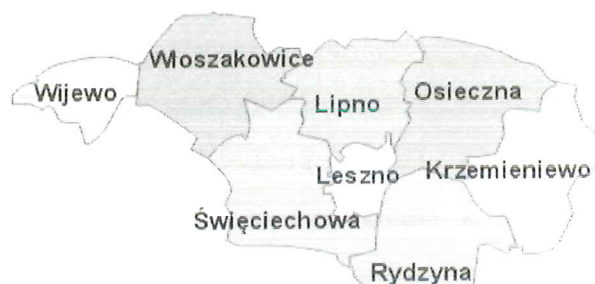 Włoszakowice
Wijewo
Lipno
Osieczna
Leszno
Krzemieniewo
Święciechowa
Rydzyna